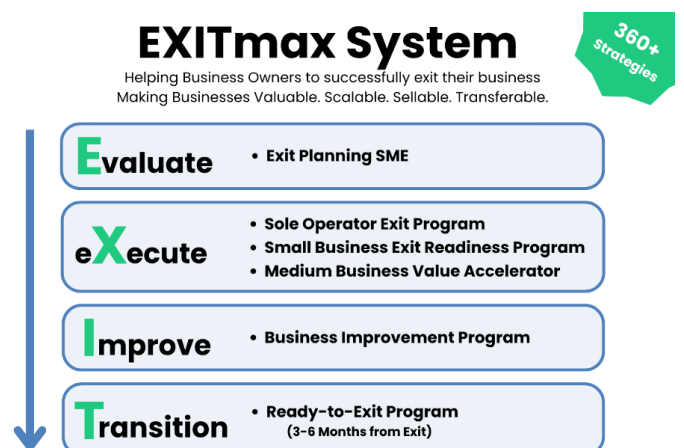 EXITmax System
360+
Strategies
Helping Business Owners to successfully exit their business
Making Businesses Valuable. Scalable. Sellable. Transferable.
Evaluate
• Exit Planning SME
eXecute
• Sole Operator Exit Program
• Small Business Exit Readiness Program
• Medium Business Value Accelerator
Improve
• Business Improvement Program
Transition
• Ready-to-Exit Program
(3-6 Months from Exit)